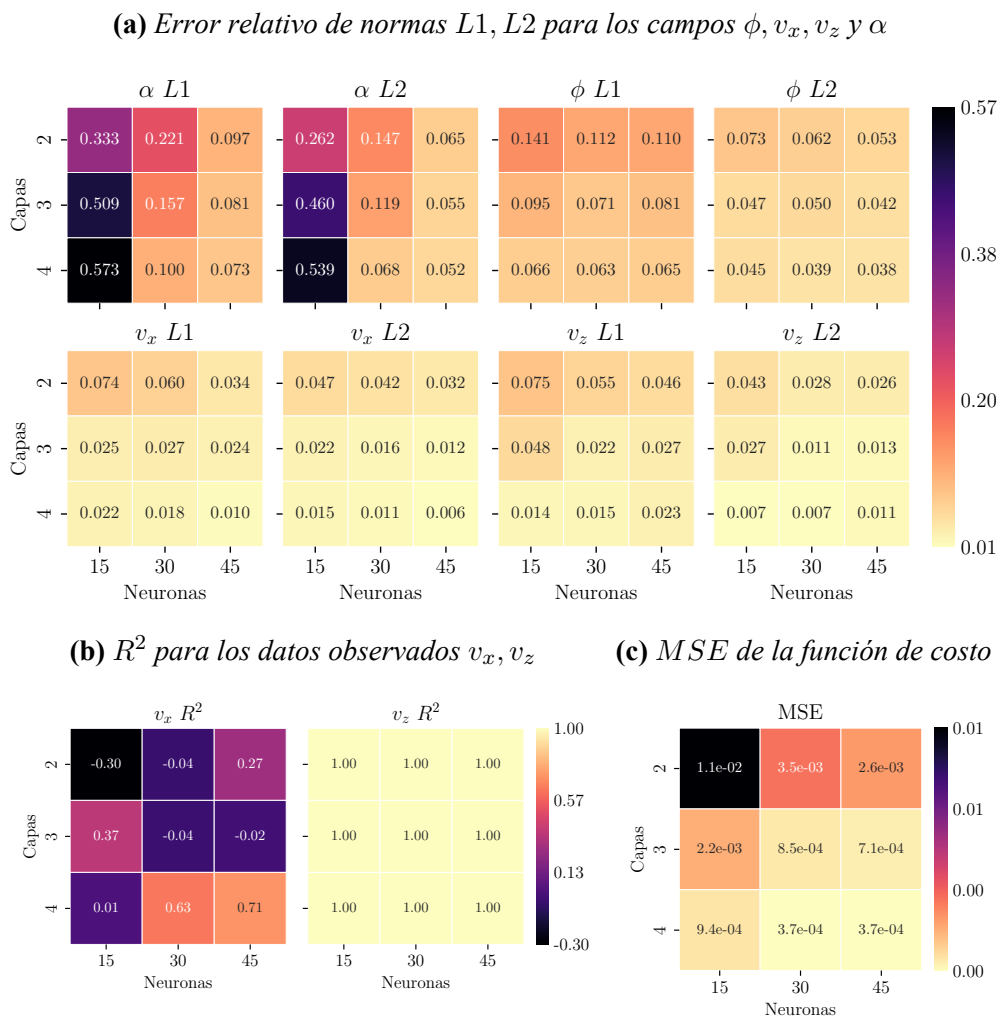 (a) Error relativo de normas L1, L2 para los campos ϕ, v_x, v_z y α
α L1 α L2 ϕ L1 ϕ L2
Capas
2 0.333 0.221 0.097 0.262 0.147 0.065 0.141 0.112 0.110 0.073 0.062 0.053
3 0.509 0.157 0.081 0.460 0.119 0.055 0.095 0.071 0.081 0.047 0.050 0.042
4 0.573 0.100 0.073 0.539 0.068 0.052 0.066 0.063 0.065 0.045 0.039 0.038
v_x L1 v_x L2 v_z L1 v_z L2
Capas
2 0.074 0.060 0.034 0.047 0.042 0.032 0.075 0.055 0.046 0.043 0.028 0.026
3 0.025 0.027 0.024 0.022 0.016 0.012 0.048 0.022 0.027 0.027 0.011 0.013
4 0.022 0.018 0.010 0.015 0.011 0.006 0.014 0.015 0.023 0.007 0.007 0.011
15 30 45 15 30 45 15 30 45 15 30 45
Neuronas Neuronas Neuronas Neuronas
0.57
0.38
0.20
0.01
(b) R² para los datos observados v_x, v_z
v_x R² v_z R²
Capas
2 -0.30 -0.04 0.27 1.00 1.00 1.00
3 0.37 -0.04 -0.02 1.00 1.00 1.00
4 0.01 0.63 0.71 1.00 1.00 1.00
15 30 45 15 30 45
Neuronas Neuronas
1.00
0.57
0.13
-0.30
(c) MSE de la función de costo
MSE
Capas
2 1.1e-02 3.5e-03 2.6e-03
3 2.2e-03 8.5e-04 7.1e-04
4 9.4e-04 3.7e-04 3.7e-04
15 30 45
Neuronas
0.01
0.01
0.00
0.00